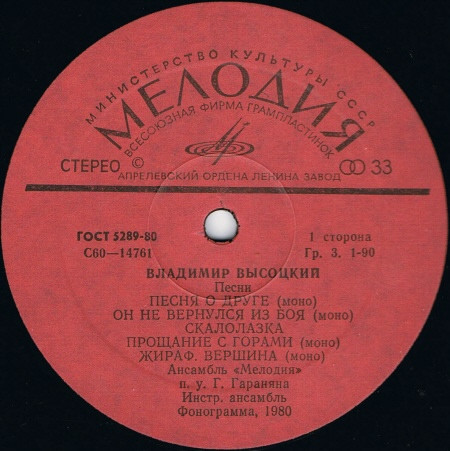 МИНИСТЕРСТВО КУЛЬТУРЫ СССР
МЕЛОДИЯ
ВСЕСОЮЗНАЯ ФИРМА ГРАМПЛАСТИНОК
СТЕРЕО © 33
АПРЕЛЕВСКИЙ ОРДЕНА ЛЕНИНА ЗАВОД
ГОСТ 5289-80 1 сторона
С60—14761 Гр. 3. 1-90
ВЛАДИМИР ВЫСОЦКИЙ
Песни
ПЕСНЯ О ДРУГЕ (моно)
ОН НЕ ВЕРНУЛСЯ ИЗ БОЯ (моно)
СКАЛОЛАЗКА
ПРОЩАНИЕ С ГОРАМИ (моно)
ЖИРАФ. ВЕРШИНА (моно)
Ансамбль «Мелодия»
п. у. Г. Гараняна
Инстр. ансамбль
Фонограмма, 1980